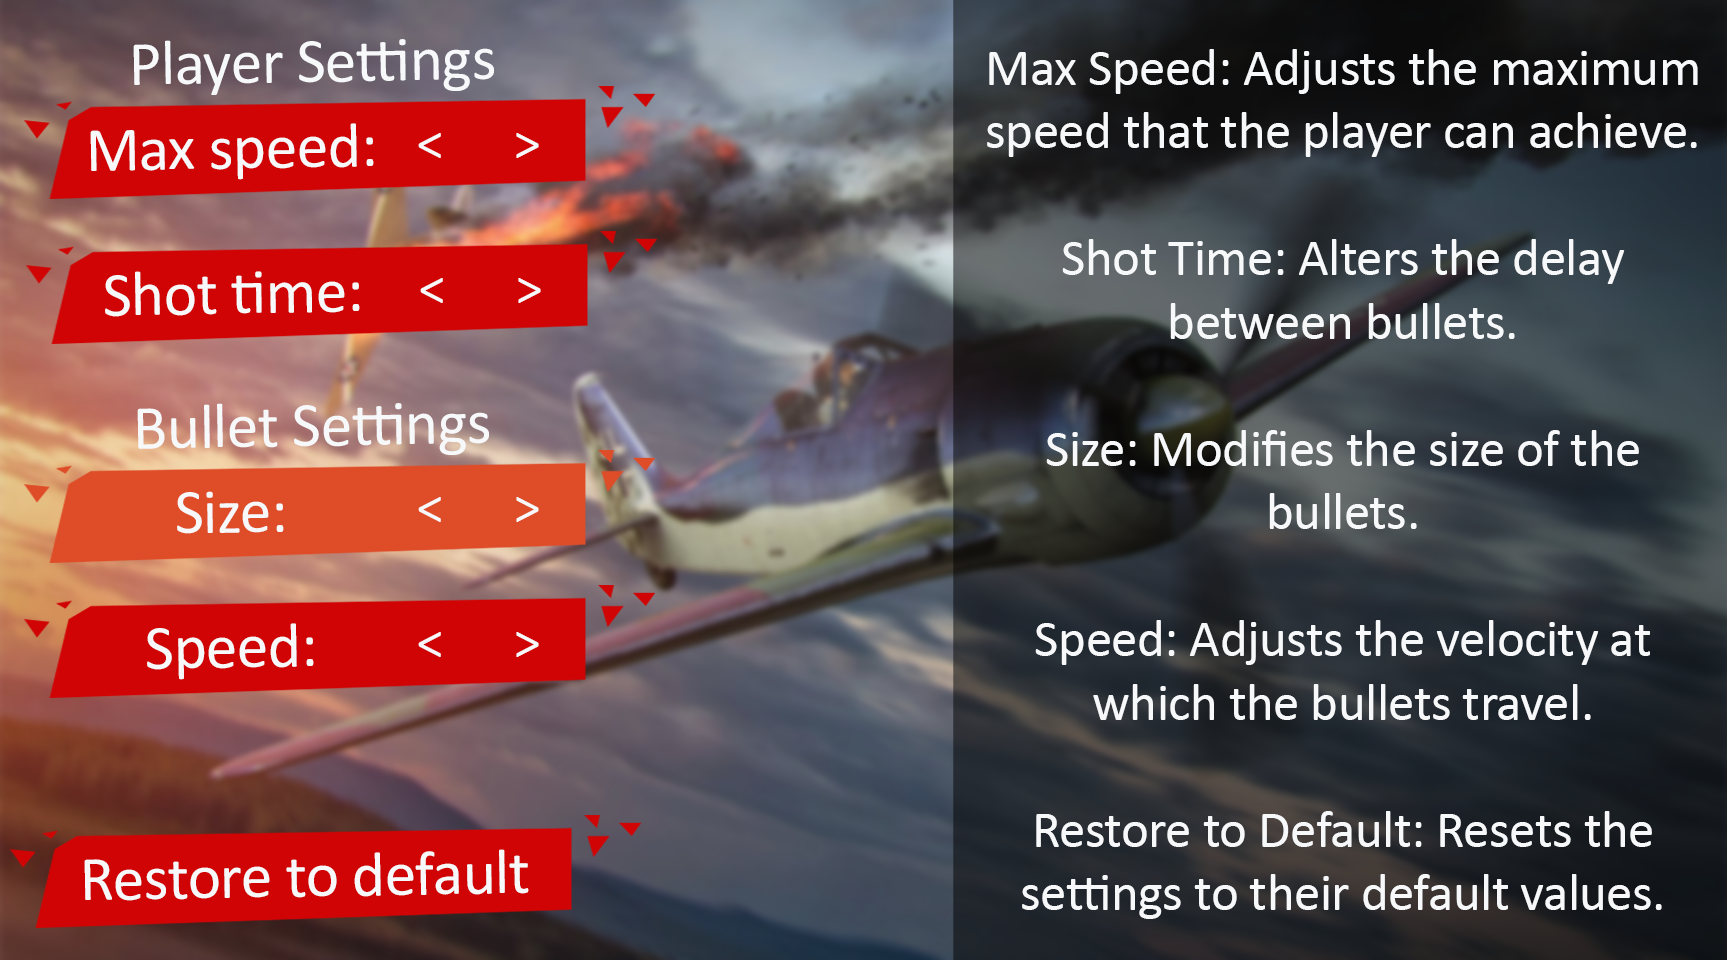 Player Settings
Max speed: < >
Shot time: < >
Bullet Settings
Size: < >
Speed: < >
Restore to default
Max Speed: Adjusts the maximum
speed that the player can achieve.
Shot Time: Alters the delay
between bullets.
Size: Modifies the size of the
bullets.
Speed: Adjusts the velocity at
which the bullets travel.
Restore to Default: Resets the
settings to their default values.